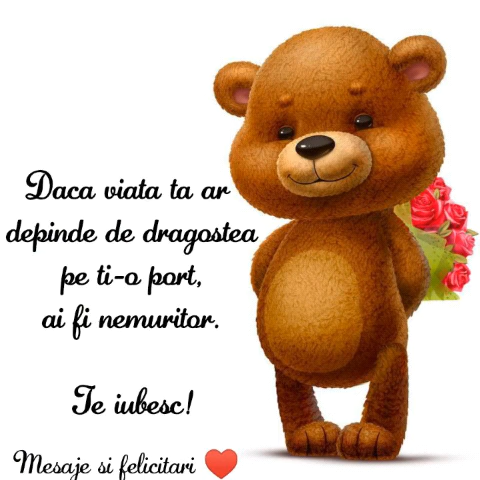 Daca viata ta ar
depinde de dragostea
pe ti-o port,
ai fi nemuritor.
Te iubesc!
Mesaje si felicitari ❤️